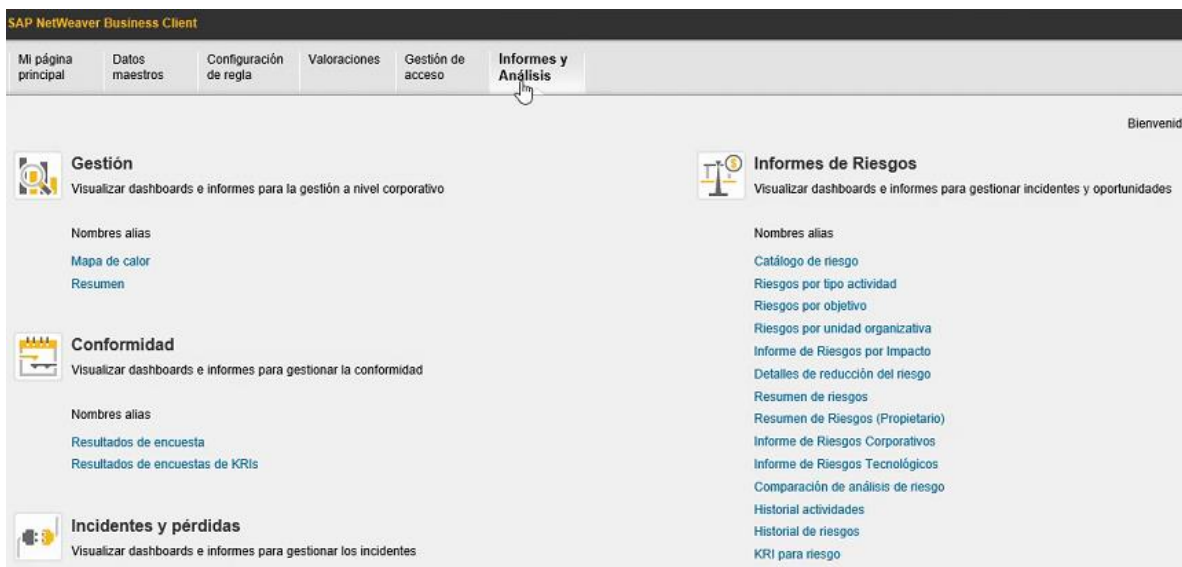 SAP NetWeaver Business Client
Mi página principal
Datos maestros
Configuración de regla
Valoraciones
Gestión de acceso
Informes y Análisis
Bienvenid
Gestión
Visualizar dashboards e informes para la gestión a nivel corporativo
Nombres alias
Mapa de calor
Resumen
Conformidad
Visualizar dashboards e informes para gestionar la conformidad
Nombres alias
Resultados de encuesta
Resultados de encuestas de KRIs
Incidentes y pérdidas
Visualizar dashboards e informes para gestionar los incidentes
Informes de Riesgos
Visualizar dashboards e informes para gestionar incidentes y oportunidades
Nombres alias
Catálogo de riesgo
Riesgos por tipo actividad
Riesgos por objetivo
Riesgos por unidad organizativa
Informe de Riesgos por Impacto
Detalles de reducción del riesgo
Resumen de riesgos
Resumen de Riesgos (Propietario)
Informe de Riesgos Corporativos
Informe de Riesgos Tecnológicos
Comparación de análisis de riesgo
Historial actividades
Historial de riesgos
KRI para riesgo